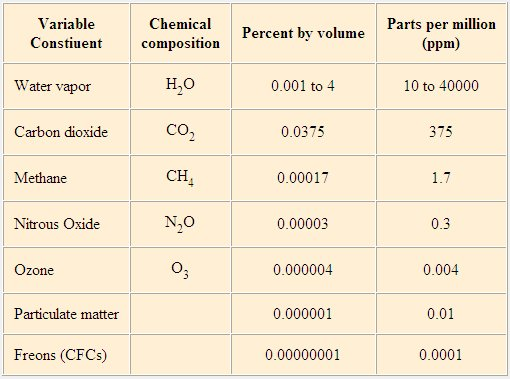 Variable Constiuent Chemical composition Percent by volume Parts per million (ppm)
Water vapor H₂O 0.001 to 4 10 to 40000
Carbon dioxide CO₂ 0.0375 375
Methane CH₄ 0.00017 1.7
Nitrous Oxide N₂O 0.00003 0.3
Ozone O₃ 0.000004 0.004
Particulate matter 0.000001 0.01
Freons (CFCs) 0.00000001 0.0001